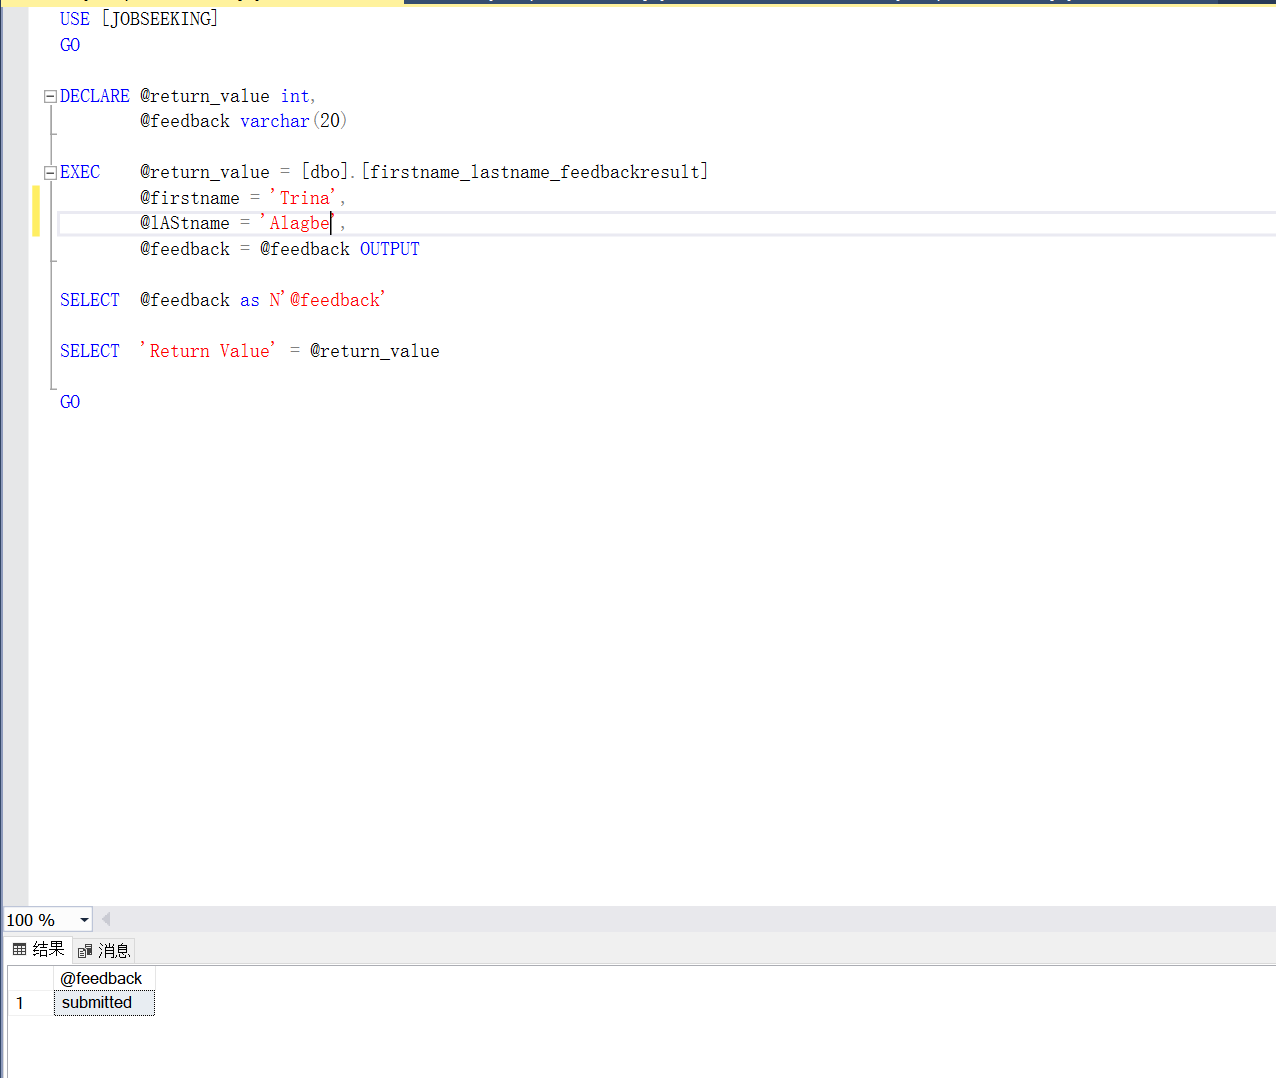 USE [JOBSEEKING]
GO
DECLARE @return_value int,
@feedback varchar(20)
EXEC @return_value = [dbo].[firstname_lastname_feedbackresult]
@firstname = 'Trina',
@lAStname = 'Alagbe',
@feedback = @feedback OUTPUT
SELECT @feedback as N'@feedback'
SELECT 'Return Value' = @return_value
GO
100 %
结果 消息
@feedback
1 submitted